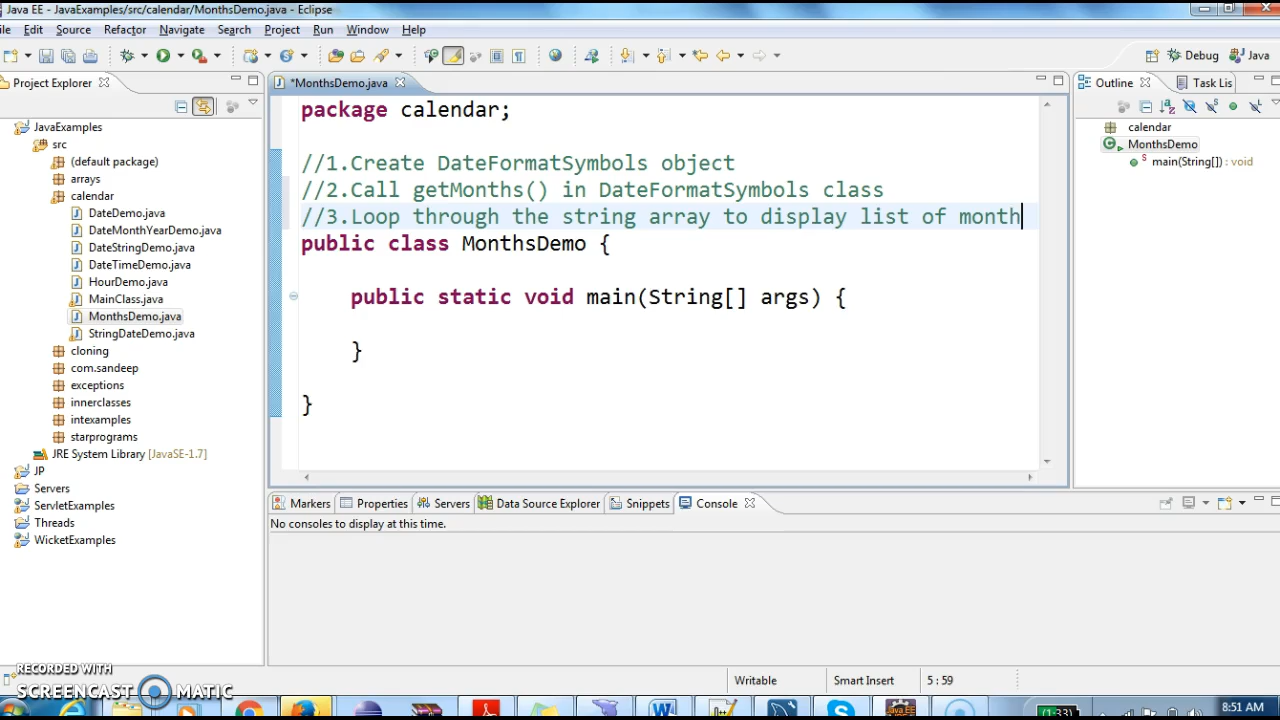 Java EE - JavaExamples/src/calendar/MonthsDemo.java - Eclipse
ile Edit Source Refactor Navigate Search Project Run Window Help
Debug Java
Project Explorer
*MonthsDemo.java
Outline Task Lis
JavaExamples
src
(default package)
arrays
calendar
DateDemo.java
DateMonthYearDemo.java
DateStringDemo.java
DateTimeDemo.java
HourDemo.java
MainClass.java
MonthsDemo.java
StringDateDemo.java
cloning
com.sandeep
exceptions
innerclasses
intexamples
starprograms
JRE System Library [JavaSE-1.7]
JP
Servers
ServletExamples
Threads
WicketExamples
package calendar;
//1.Create DateFormatSymbols object
//2.Call getMonths() in DateFormatSymbols class
//3.Loop through the string array to display list of month
public class MonthsDemo {
public static void main(String[] args) {
}
}
calendar
MonthsDemo
main(String[]) : void
Markers Properties Servers Data Source Explorer Snippets Console
No consoles to display at this time.
Writable Smart Insert 5 : 59
RECORDED WITH
SCREENCAST MATIC
(1:33) 8:51 AM